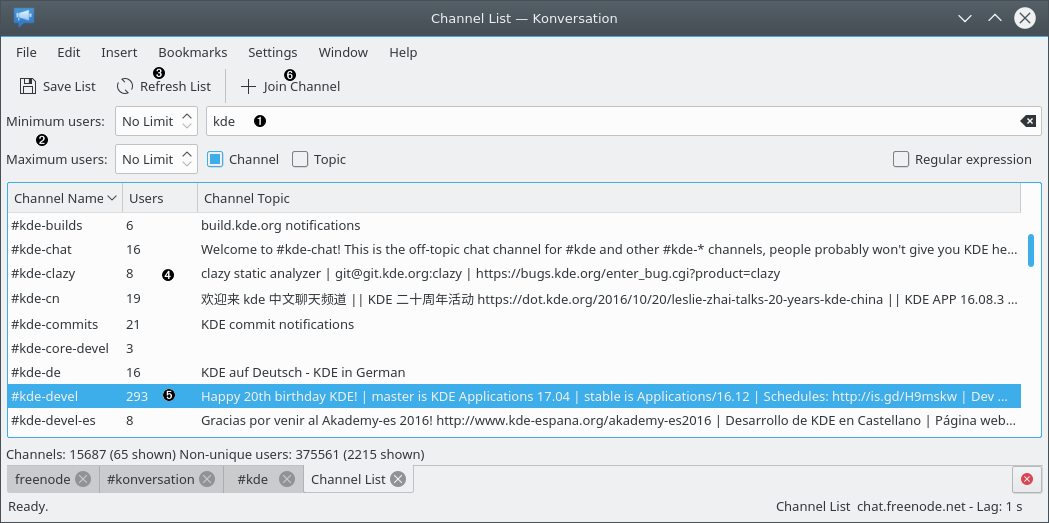 Channel List — Konversation
File Edit Insert Bookmarks Settings Window Help
3 6
Save List Refresh List Join Channel
Minimum users: No Limit kde 1
2
Maximum users: No Limit Channel Topic Regular expression
Channel Name Users Channel Topic
#kde-builds 6 build.kde.org notifications
#kde-chat 16 Welcome to #kde-chat! This is the off-topic chat channel for #kde and other #kde-* channels, people probably won't give you KDE he...
#kde-clazy 8 4 clazy static analyzer | git@git.kde.org:clazy | https://bugs.kde.org/enter_bug.cgi?product=clazy
#kde-cn 19 欢迎来 kde 中文聊天频道 || KDE 二十周年活动 https://dot.kde.org/2016/10/20/leslie-zhai-talks-20-years-kde-china || KDE APP 16.08.3 ...
#kde-commits 21 KDE commit notifications
#kde-core-devel 3
#kde-de 16 KDE auf Deutsch - KDE in German
#kde-devel 293 5 Happy 20th birthday KDE! | master is KDE Applications 17.04 | stable is Applications/16.12 | Schedules: http://is.gd/H9mskw | Dev ...
#kde-devel-es 8 Gracias por venir al Akademy-es 2016! http://www.kde-espana.org/akademy-es2016 | Desarrollo de KDE en Castellano | Página web...
Channels: 15687 (65 shown) Non-unique users: 375561 (2215 shown)
freenode #konversation #kde Channel List
Ready. Channel List chat.freenode.net - Lag: 1 s